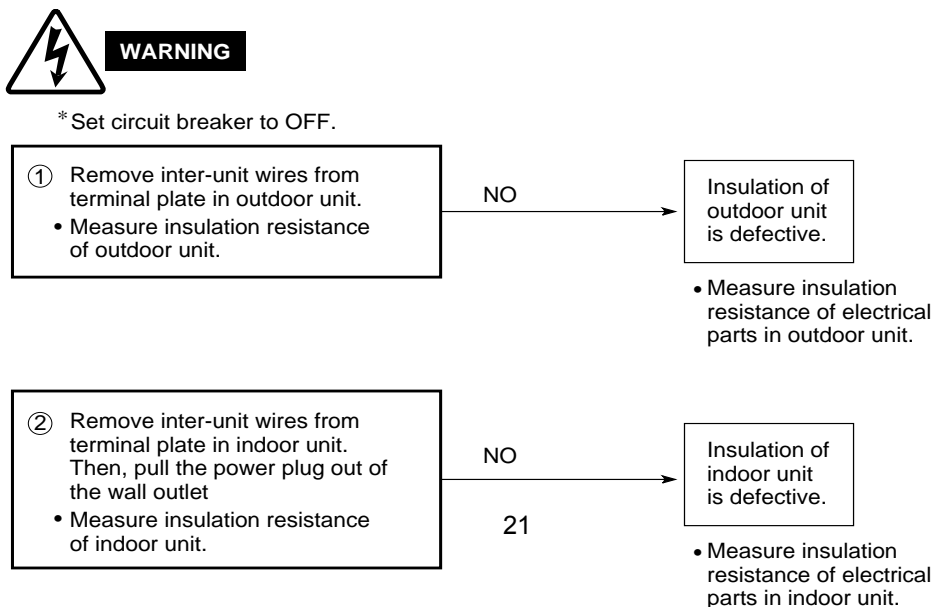 WARNING
*Set circuit breaker to OFF.
① Remove inter-unit wires from
terminal plate in outdoor unit.
• Measure insulation resistance
of outdoor unit.
NO
Insulation of
outdoor unit
is defective.
• Measure insulation
resistance of electrical
parts in outdoor unit.
② Remove inter-unit wires from
terminal plate in indoor unit.
Then, pull the power plug out of
the wall outlet
• Measure insulation resistance
of indoor unit.
NO
21
Insulation of
indoor unit
is defective.
• Measure insulation
resistance of electrical
parts in indoor unit.